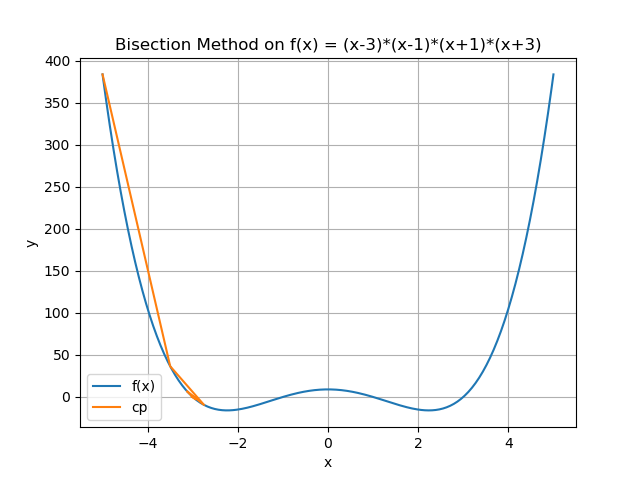 Bisection Method on f(x) = (x-3)*(x-1)*(x+1)*(x+3)
400
350
300
250
200
150
100
50
0
y
f(x)
cp
−4
−2
0
2
4
x